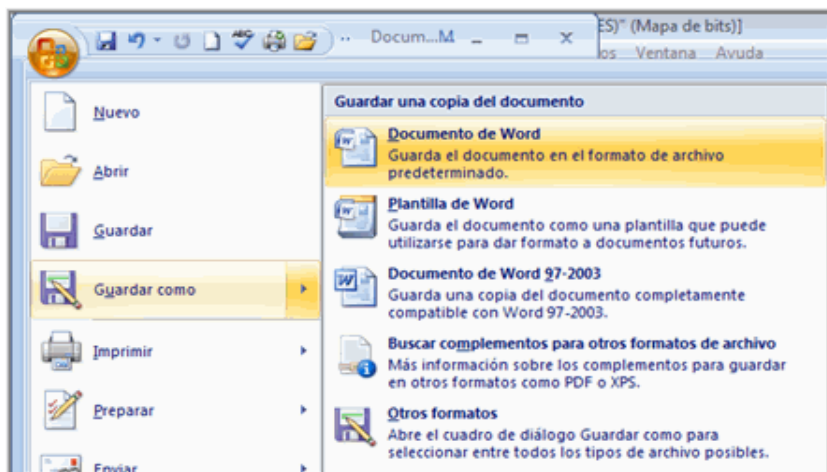 Docum...M
ES)" (Mapa de bits)]
os Ventana Ayuda
Nuevo
Abrir
Guardar
Guardar como
Imprimir
Preparar
Enviar
Guardar una copia del documento
Documento de Word
Guarda el documento en el formato de archivo
predeterminado.
Plantilla de Word
Guarda el documento como una plantilla que puede
utilizarse para dar formato a documentos futuros.
Documento de Word 97-2003
Guarda una copia del documento completamente
compatible con Word 97-2003.
Buscar complementos para otros formatos de archivo
Más información sobre los complementos para guardar
en otros formatos como PDF o XPS.
Otros formatos
Abre el cuadro de diálogo Guardar como para
seleccionar entre todos los tipos de archivo posibles.